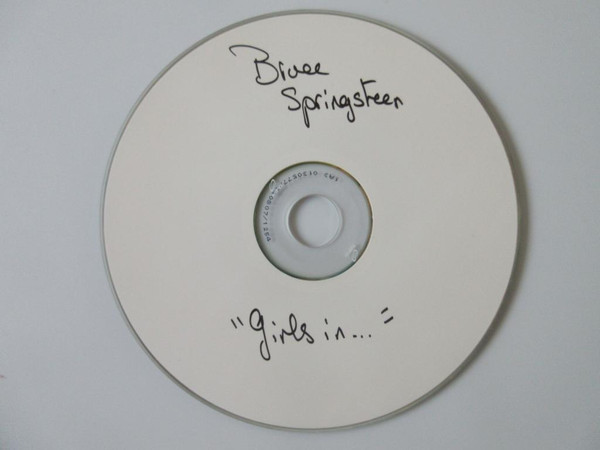 Bruce
Springsteen
"Girls in..."